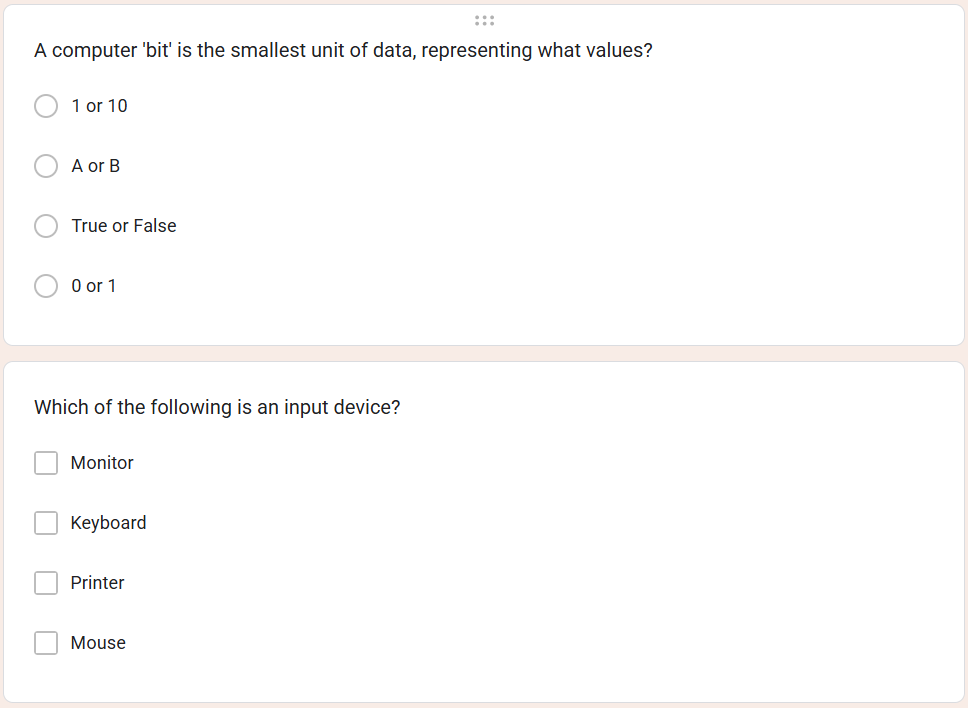 A computer 'bit' is the smallest unit of data, representing what values?
1 or 10
A or B
True or False
0 or 1
Which of the following is an input device?
Monitor
Keyboard
Printer
Mouse